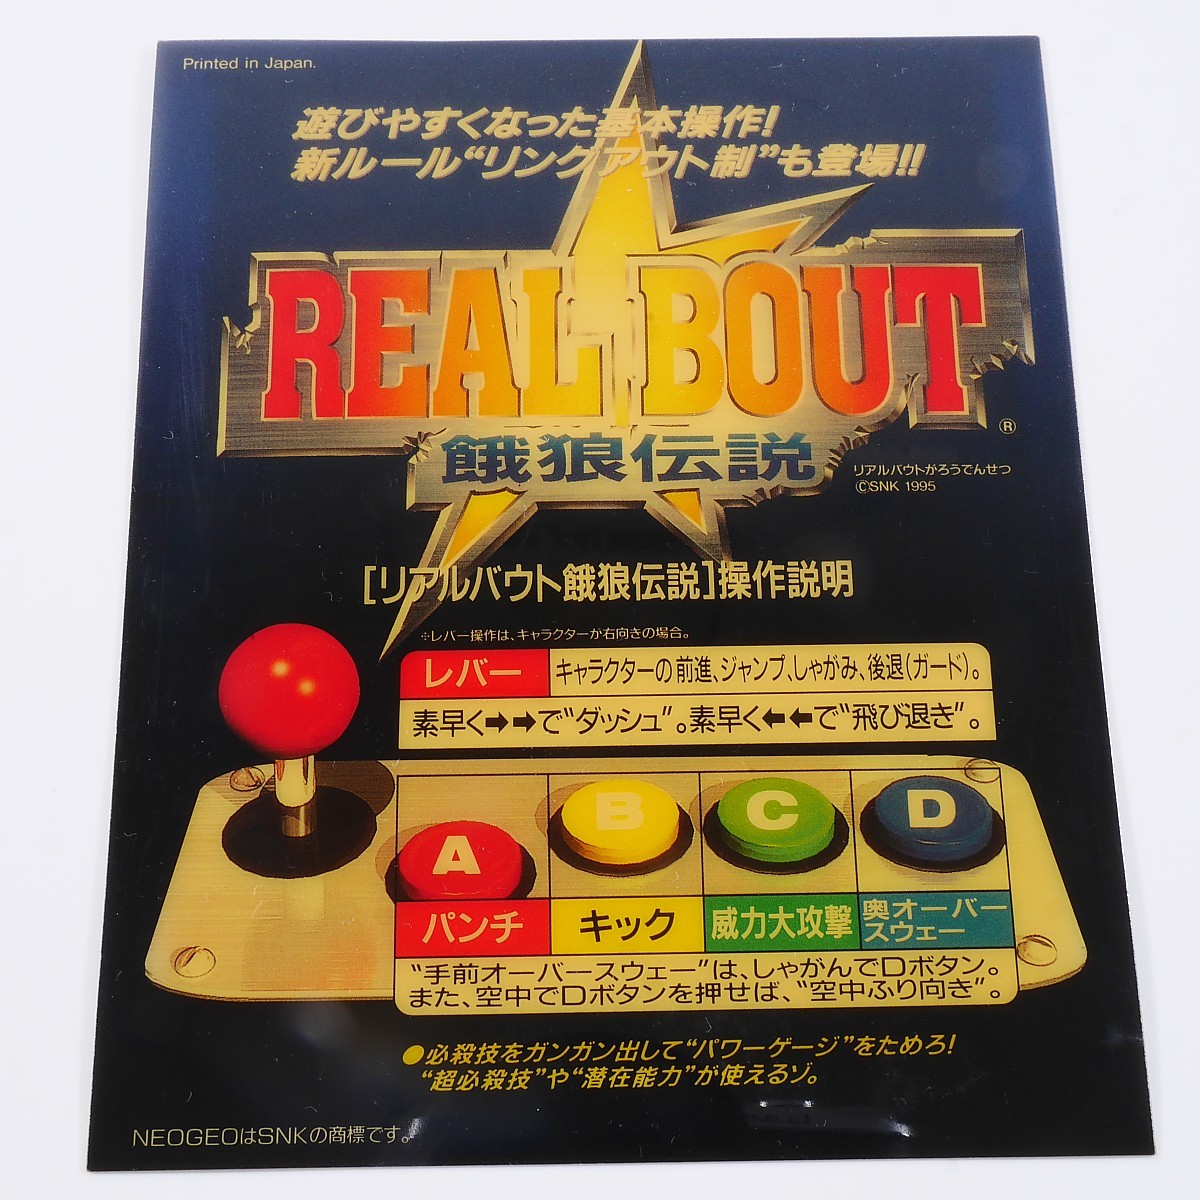 Printed in Japan.
遊びやすくなった基本操作!
新ルール“リングアウト制”も登場!!
REAL BOUT
®
餓狼伝説
リアルバウトがろうでんせつ
©SNK 1995
[リアルバウト餓狼伝説]操作説明
※レバー操作は、キャラクターが右向きの場合。
レバー
キャラクターの前進、ジャンプ、しゃがみ、後退(ガード)。
素早く➡➡で“ダッシュ”。素早く⬅⬅で“飛び退き”。
A
B
C
D
パンチ
キック
威力大攻撃
奥オーバー
スウェー
“手前オーバースウェー”は、しゃがんでDボタン。
また、空中でDボタンを押せば、“空中ふり向き”。
●必殺技をガンガン出して“パワーゲージ”をためろ!
“超必殺技”や“潜在能力”が使えるゾ。
NEOGEOはSNKの商標です。